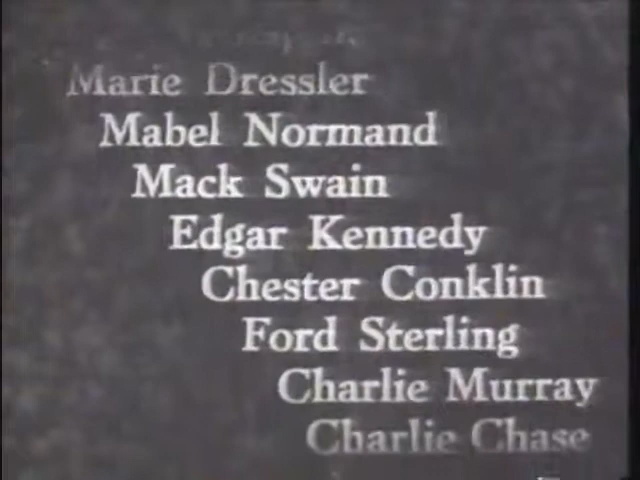 Marie Dressler
Mabel Normand
Mack Swain
Edgar Kennedy
Chester Conklin
Ford Sterling
Charlie Murray
Charlie Chase